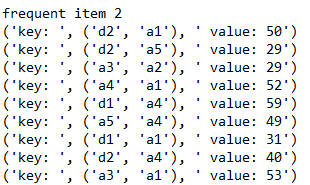 frequent item 2
('key: ', ('d2', 'a1'), ' value: 50')
('key: ', ('d2', 'a5'), ' value: 29')
('key: ', ('a3', 'a2'), ' value: 29')
('key: ', ('a4', 'a1'), ' value: 52')
('key: ', ('d1', 'a4'), ' value: 59')
('key: ', ('a5', 'a4'), ' value: 49')
('key: ', ('d1', 'a1'), ' value: 31')
('key: ', ('d2', 'a4'), ' value: 40')
('key: ', ('a3', 'a1'), ' value: 53')